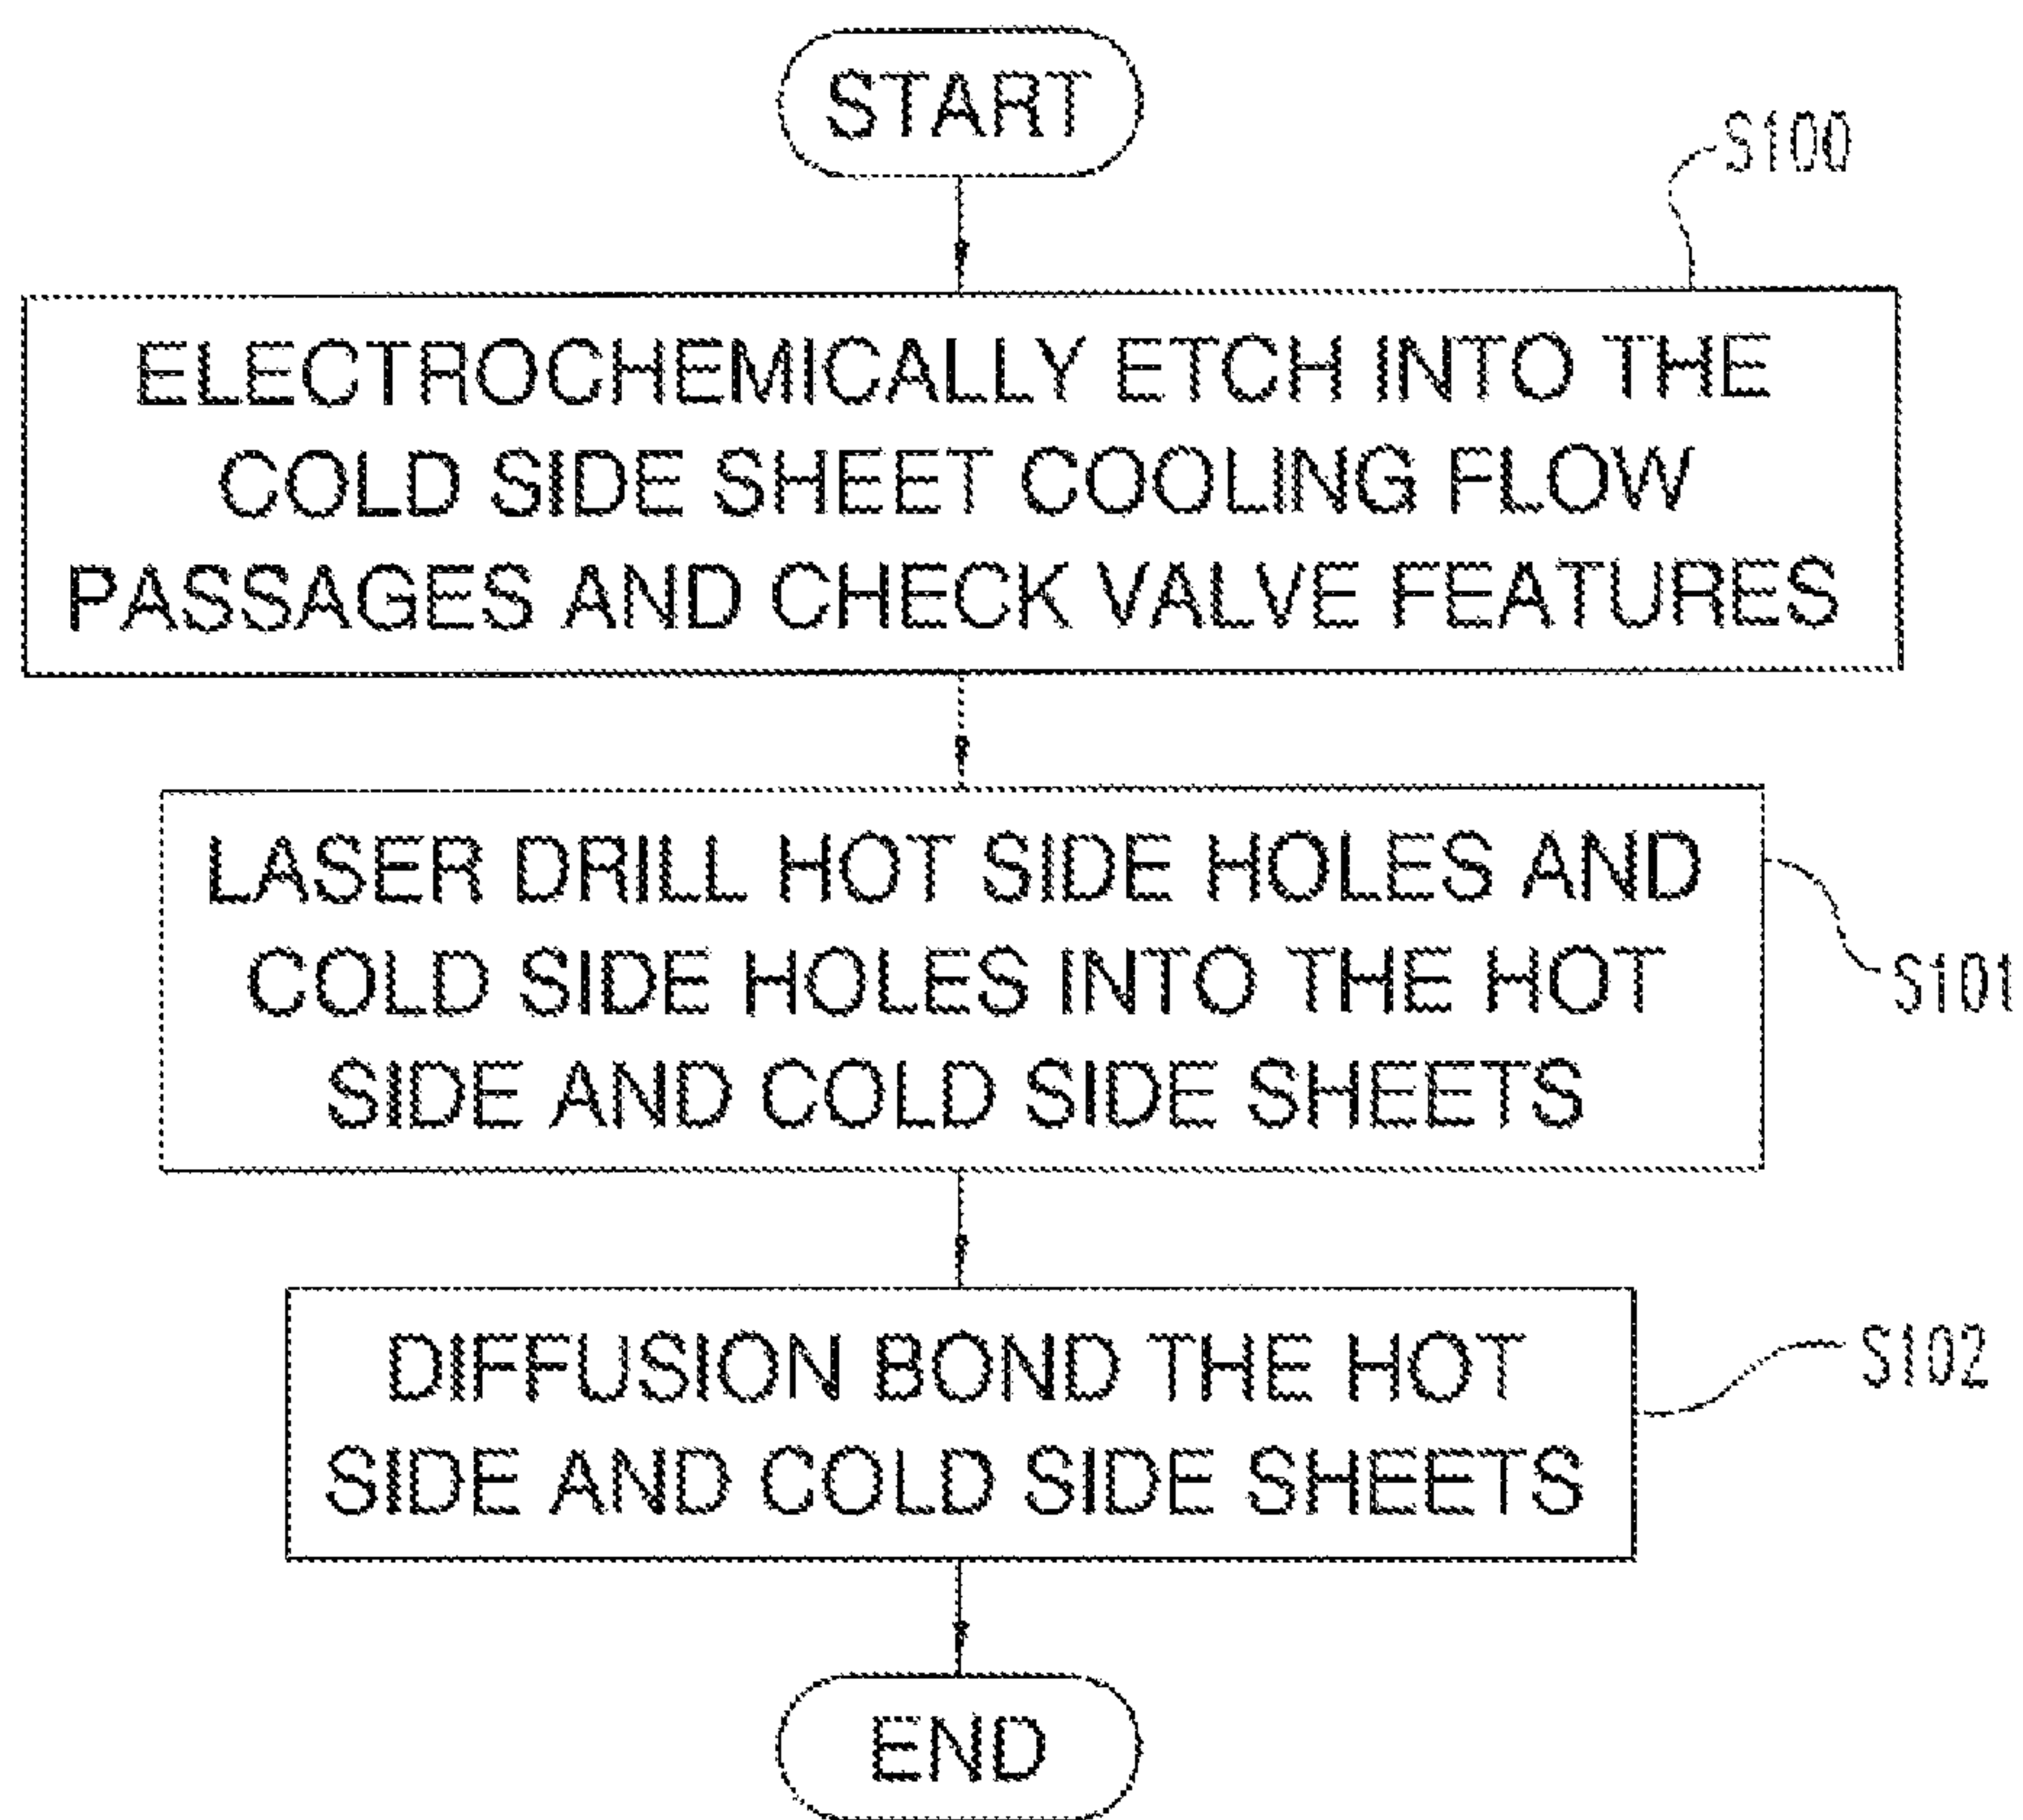 START
S100
ELECTROCHEMICALLY ETCH INTO THE
COLD SIDE SHEET COOLING FLOW
PASSAGES AND CHECK VALVE FEATURES
LASER DRILL HOT SIDE HOLES AND
COLD SIDE HOLES INTO THE HOT
SIDE AND COLD SIDE SHEETS
S101
DIFFUSION BOND THE HOT
SIDE AND COLD SIDE SHEETS
S102
END